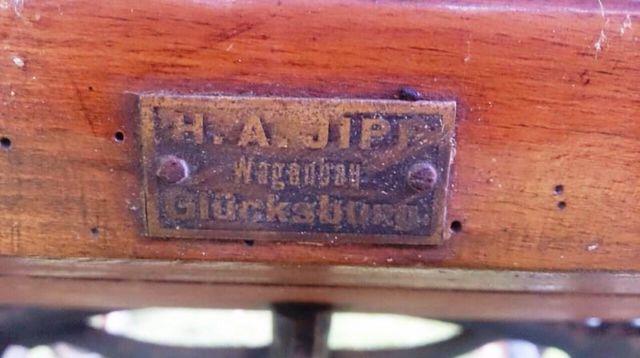 H. A. JIPP
Wagenbau
Glücksburg.